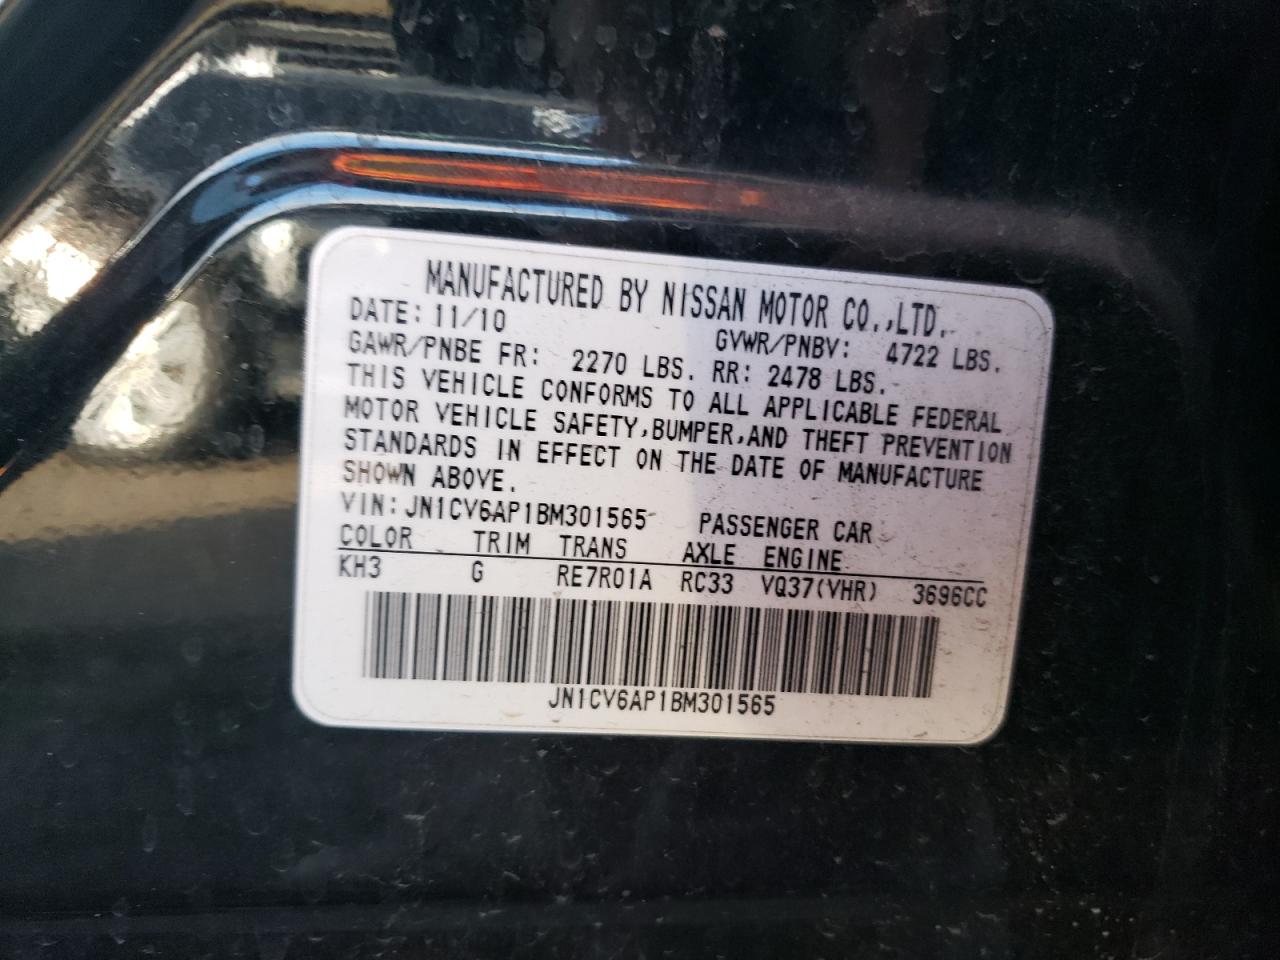 MANUFACTURED BY NISSAN MOTOR CO.,LTD.
DATE: 11/10 GVWR/PNBV: 4722 LBS.
GAWR/PNBE FR: 2270 LBS. RR: 2478 LBS.
THIS VEHICLE CONFORMS TO ALL APPLICABLE FEDERAL
MOTOR VEHICLE SAFETY,BUMPER,AND THEFT PREVENTION
STANDARDS IN EFFECT ON THE DATE OF MANUFACTURE
SHOWN ABOVE.
VIN: JN1CV6AP1BM301565 PASSENGER CAR
COLOR TRIM TRANS AXLE ENGINE
KH3 G RE7R01A RC33 VQ37(VHR) 3696CC
JN1CV6AP1BM301565